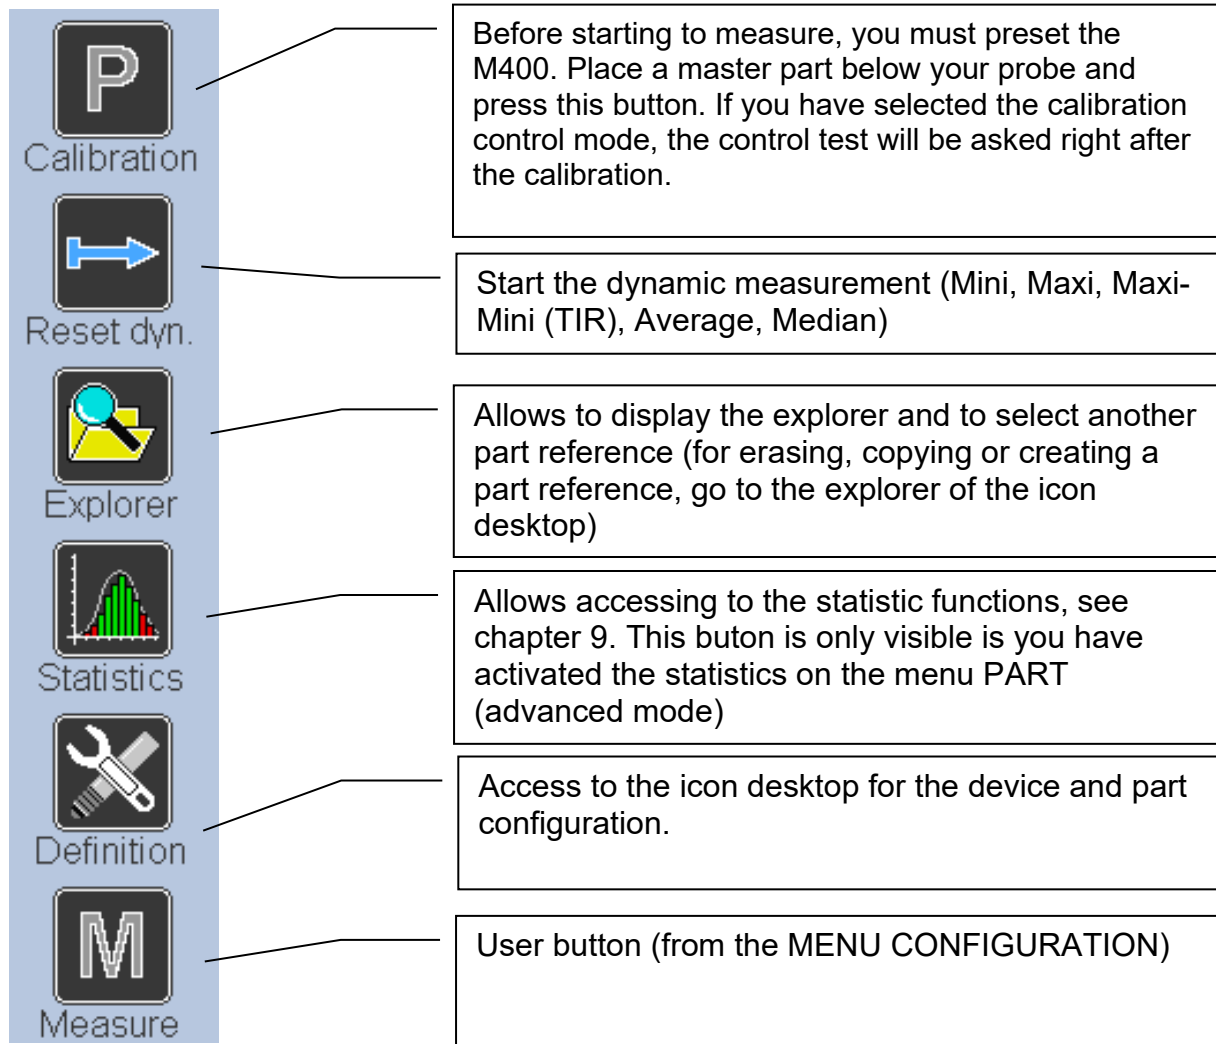 P
Calibration
Before starting to measure, you must preset the
M400. Place a master part below your probe and
press this button. If you have selected the calibration
control mode, the control test will be asked right after
the calibration.
Reset dyn.
Start the dynamic measurement (Mini, Maxi, Maxi-
Mini (TIR), Average, Median)
Explorer
Allows to display the explorer and to select another
part reference (for erasing, copying or creating a
part reference, go to the explorer of the icon
desktop)
Statistics
Allows accessing to the statistic functions, see
chapter 9. This buton is only visible is you have
activated the statistics on the menu PART
(advanced mode)
Definition
Access to the icon desktop for the device and part
configuration.
M
Measure
User button (from the MENU CONFIGURATION)